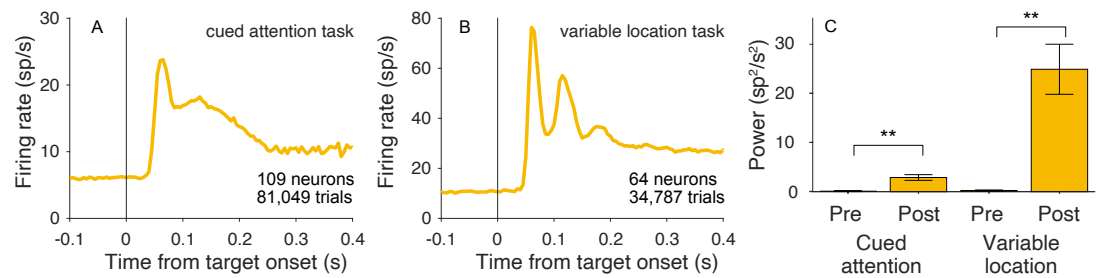 A
cued attention task
Firing rate (sp/s)
30
20
10
0
109 neurons
81,049 trials
-0.1
0
0.1
0.2
0.3
0.4
Time from target onset (s)
B
variable location task
Firing rate (sp/s)
80
60
40
20
0
64 neurons
34,787 trials
-0.1
0
0.1
0.2
0.3
0.4
Time from target onset (s)
C
**
**
Power (sp²/s²)
30
20
10
0
Pre
Post
Pre
Post
Cued
attention
Variable
location